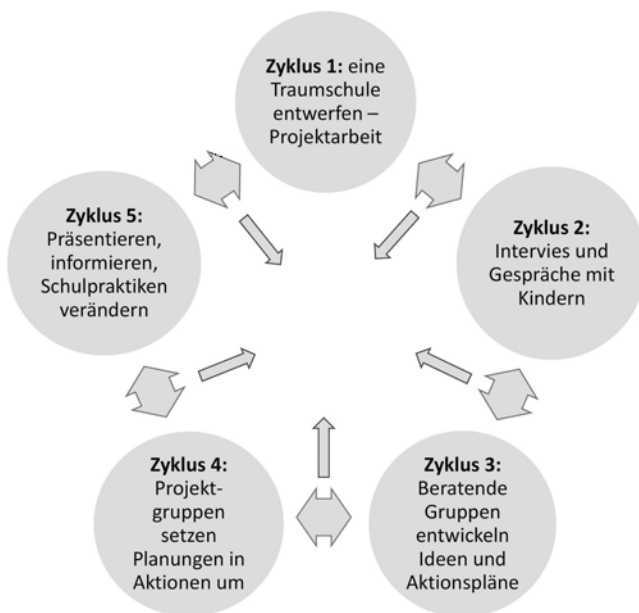 Zyklus 1: eine
Traumschule
entwerfen –
Projektarbeit
Zyklus 2:
Intervies und
Gespräche mit
Kindern
Zyklus 3:
Beratende
Gruppen
entwickeln
Ideen und
Aktionspläne
Zyklus 4:
Projekt-
gruppen
setzen
Planungen in
Aktionen um
Zyklus 5:
Präsentieren,
informieren,
Schulpraktiken
verändern